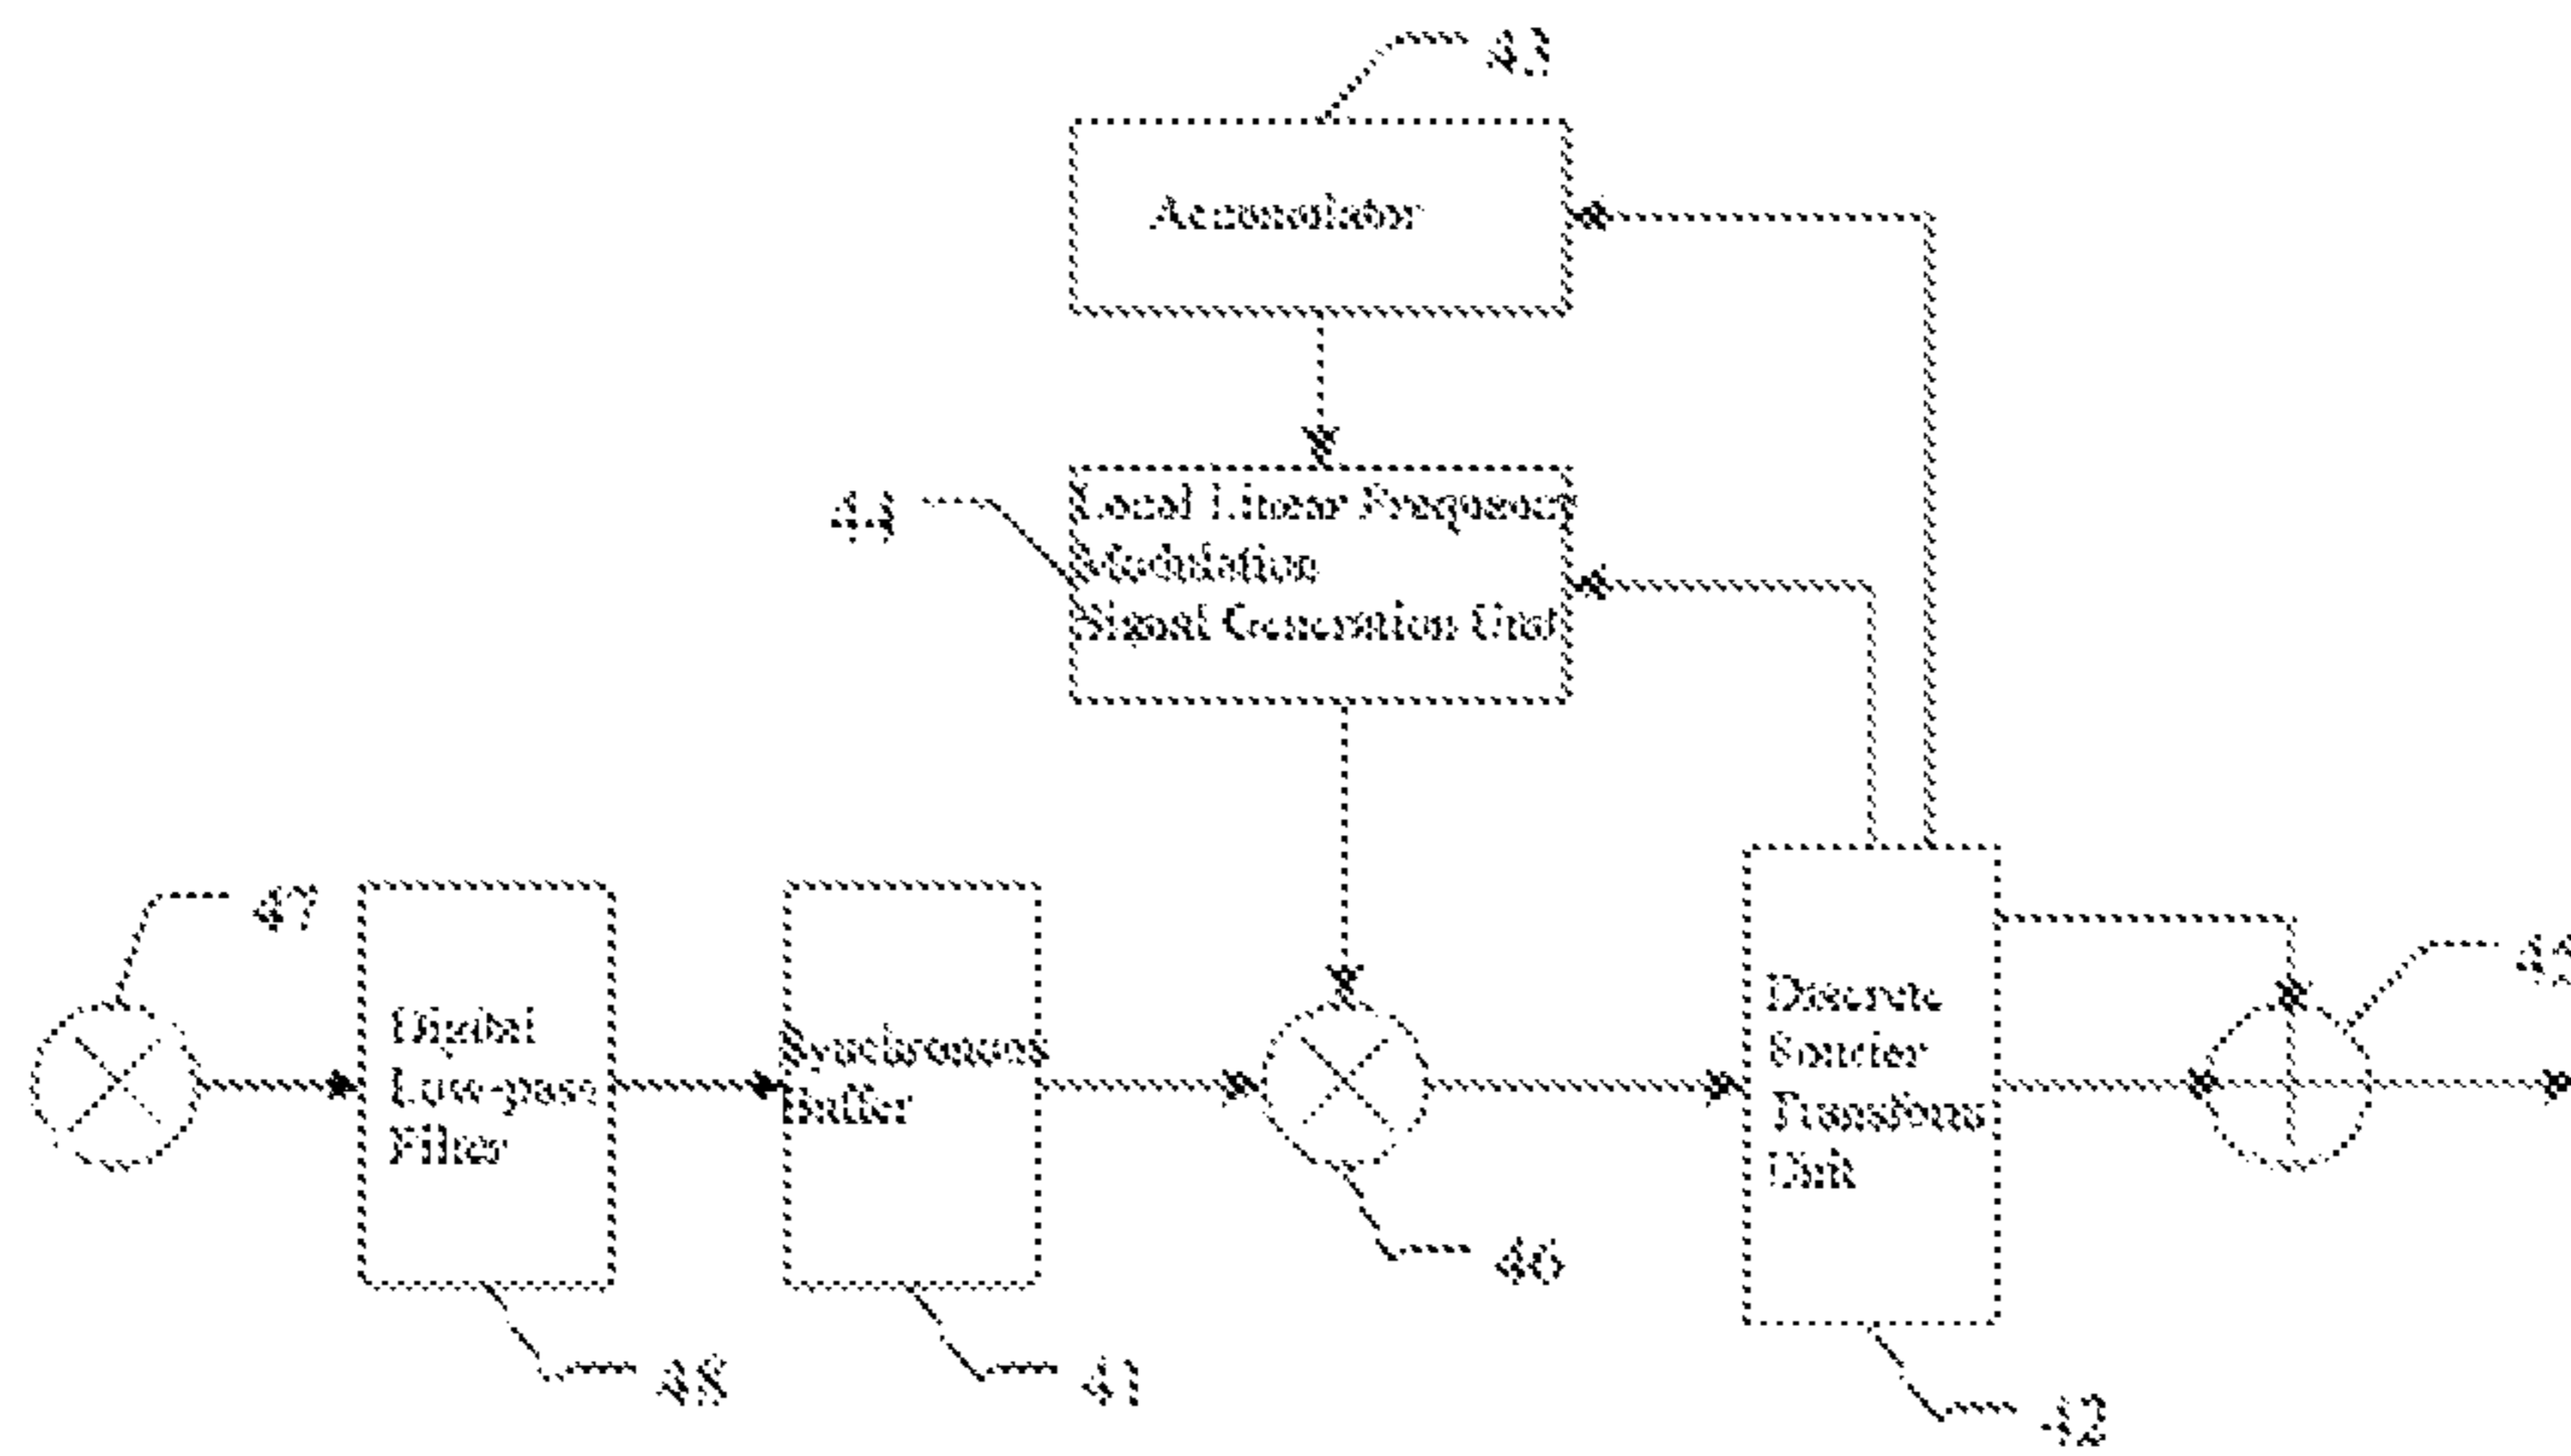 43
Accumulator
44
Local Linear Frequency
Modulation
Signal Generation Unit
47
Digital
Low-pass
Filter
Synchronous
Buffer
Discrete
Fourier
Transform
Unit
45
46
48
41
42